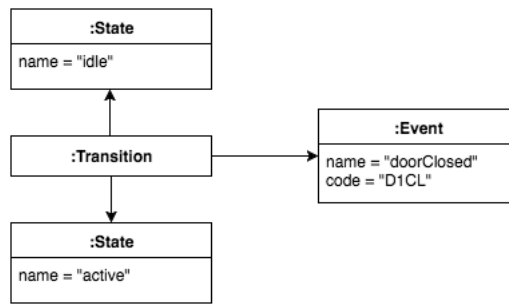 :State
name = "idle"
:Transition
:Event
name = "doorClosed"
code = "D1CL"
:State
name = "active"